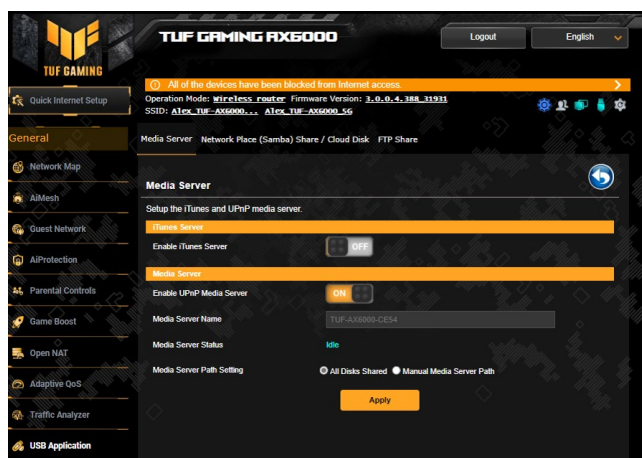 TUF GAMING AX6000
Logout
English
TUF GAMING
All of the devices have been blocked from Internet access.
Quick Internet Setup
Operation Mode: Wireless router Firmware Version: 3.0.0.4.388_31931
SSID: Alex_TUF-AX6000... Alex_TUF-AX6000_5G
General
Media Server Network Place (Samba) Share / Cloud Disk FTP Share
Network Map
AiMesh
Guest Network
AiProtection
Parental Controls
Game Boost
Open NAT
Adaptive QoS
Traffic Analyzer
USB Application
Media Server
Setup the iTunes and UPnP media server.
iTunes Server
Enable iTunes Server OFF
Media Server
Enable UPnP Media Server ON
Media Server Name TUF-AX6000-CE54
Media Server Status Idle
Media Server Path Setting All Disks Shared Manual Media Server Path
Apply